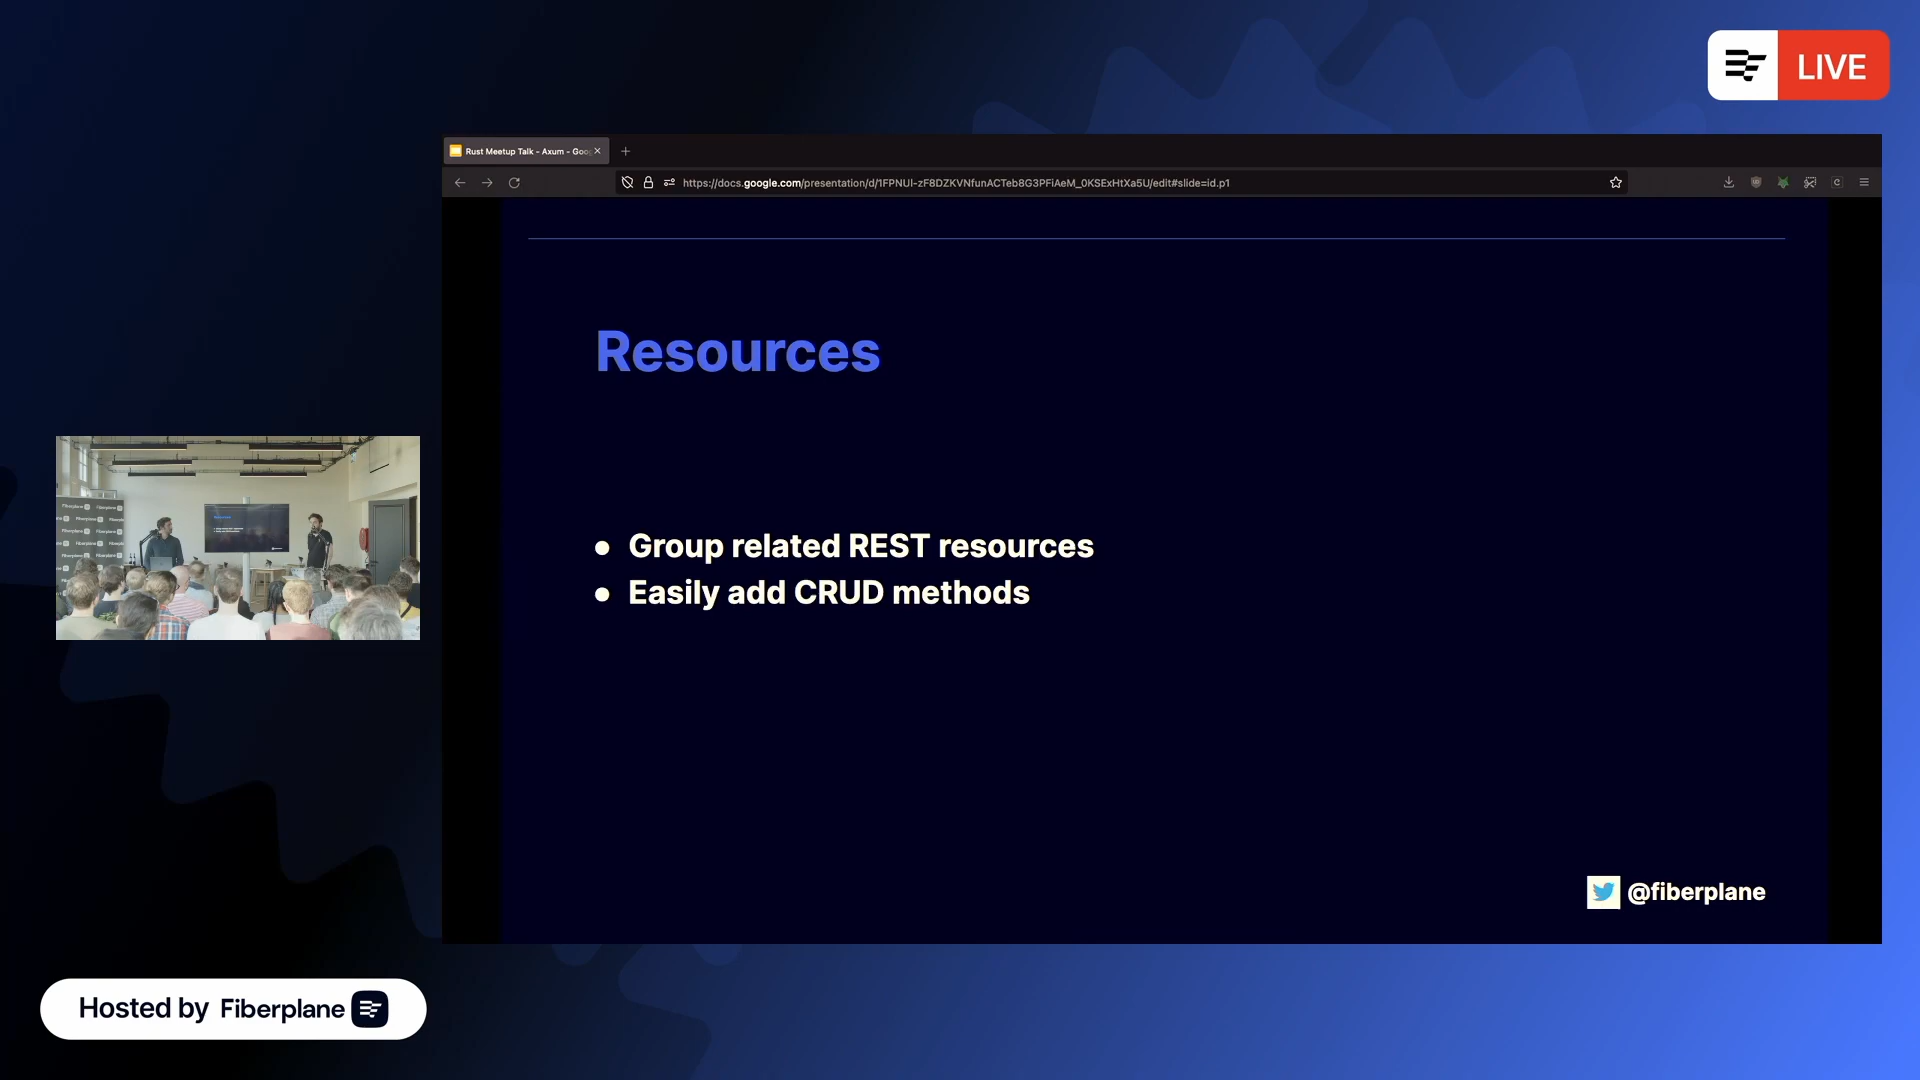 LIVE
Rust Meetup Talk - Axum - Goo
https://docs.google.com/presentation/d/1FPNUI-zF8DZKVNfunACTeb8G3PFiAeM_0KSExHtXa5U/edit#slide=id.p1
Resources
Group related REST resources
Easily add CRUD methods
@fiberplane
Hosted by Fiberplane